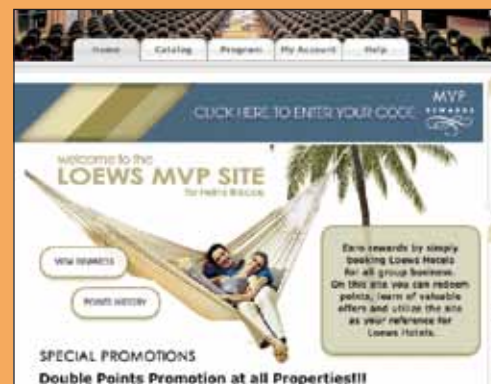 Home Catalog Program My Account Help
CLICK HERE TO ENTER YOUR CODE
MVP
REWARDS
welcome to the
LOEWS MVP SITE
for
VIEW REWARDS
POINTS HISTORY
Earn rewards by simply
booking Loews Hotels
for all group business.
On this site you can redeem
points, learn of valuable
offers and utilize the site
as your reference for
Loews Hotels.
SPECIAL PROMOTIONS
Double Points Promotion at all Properties!!!